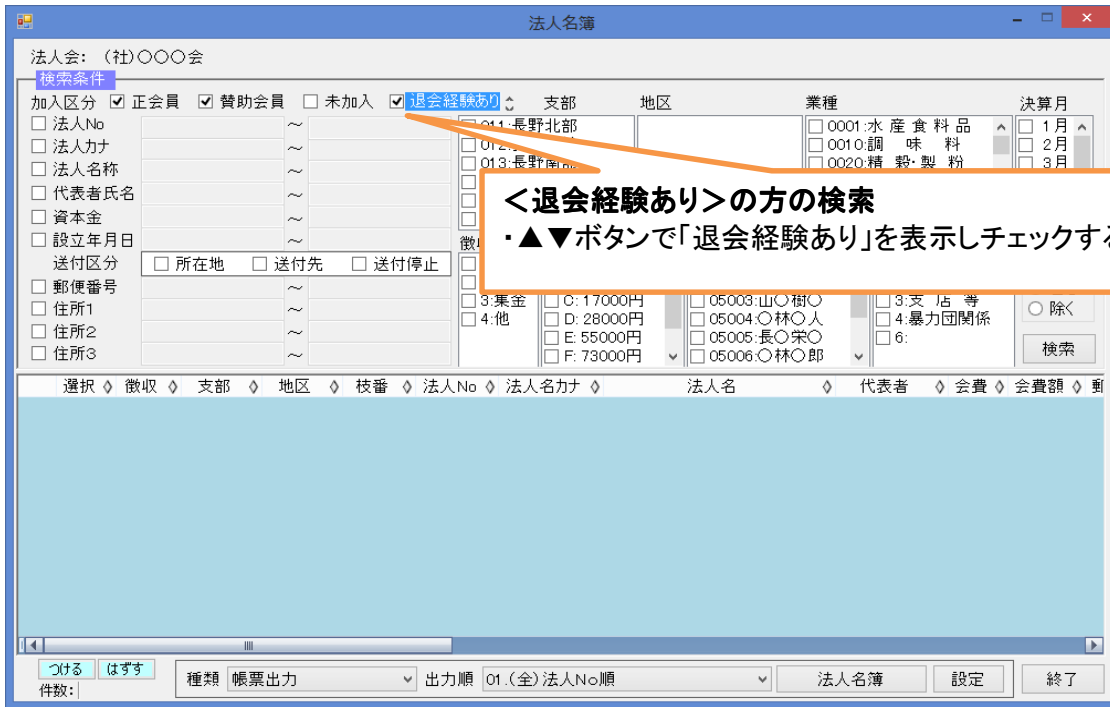 法人名簿
法人会: (社)○○○会
検索条件
加入区分 正会員 賛助会員 未加入 退会経験あり 支部 地区 業種 決算月
法人No ～
法人カナ ～
法人名称 ～
代表者氏名 ～
資本金 ～
設立年月日 ～
送付区分 所在地 送付先 送付停止
郵便番号 ～
住所1 ～
住所2 ～
住所3 ～
011:長野北部
013:長野南部
0001:水 産 食 料 品
0010:調 味 料
0020:精 穀・製 粉
1月
2月
3月
＜退会経験あり＞の方の検索
・▲▼ボタンで「退会経験あり」を表示しチェックする
3:集金
4:他
C: 17000円
D: 28000円
E: 55000円
F: 73000円
05003:山○樹○
05004:○林○人
05005:長○栄○
05006:○林○郎
3:支 店 等
4:暴力団関係
6:
除く
検索
選択 徴収 支部 地区 枝番 法人No 法人名カナ 法人名 代表者 会費 会費額
つける はずす
件数:
種類 帳票出力 出力順 01.(全)法人No順 法人名簿 設定 終了